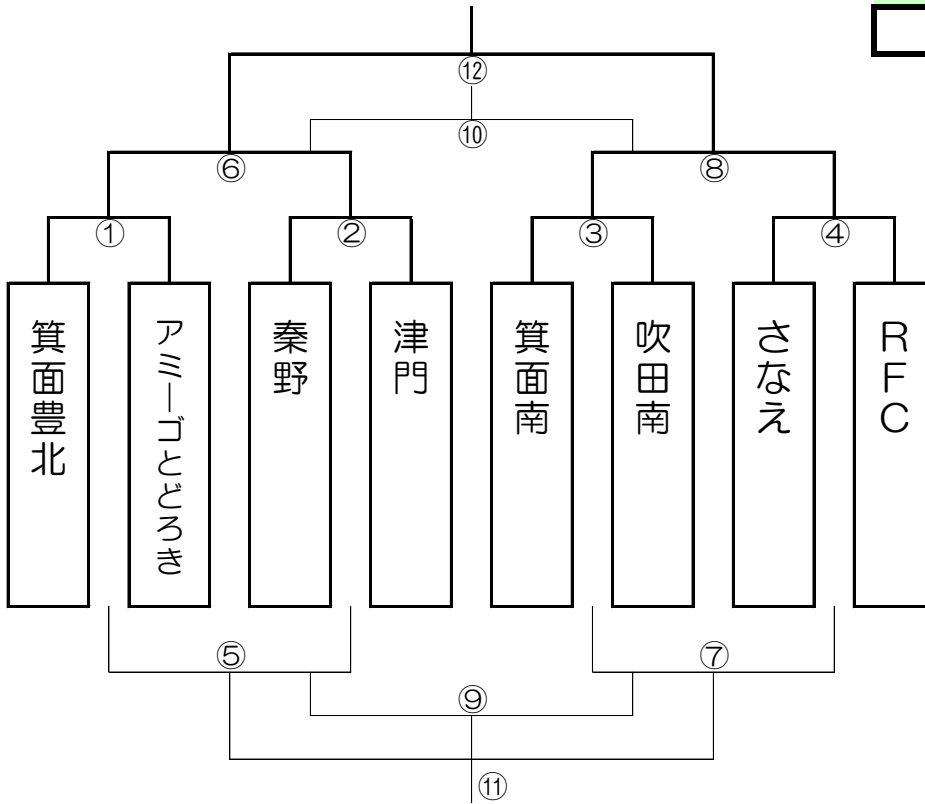 ⑫
⑩
⑥
⑧
①
②
③
④
箕面豊北
アミーゴとどろき
秦野
津門
箕面南
吹田南
さなえ
RFC
⑤
⑦
⑨
⑪